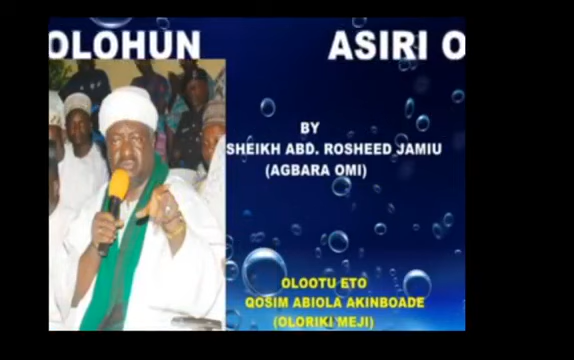 OLOHUN ASIRI O
BY
SHEIKH ABD. ROSHEED JAMIU
(AGBARA OMI)
OLOOTU ETO
QOSIM ABIOLA AKINBOADE
(OLORIKI MEJI)